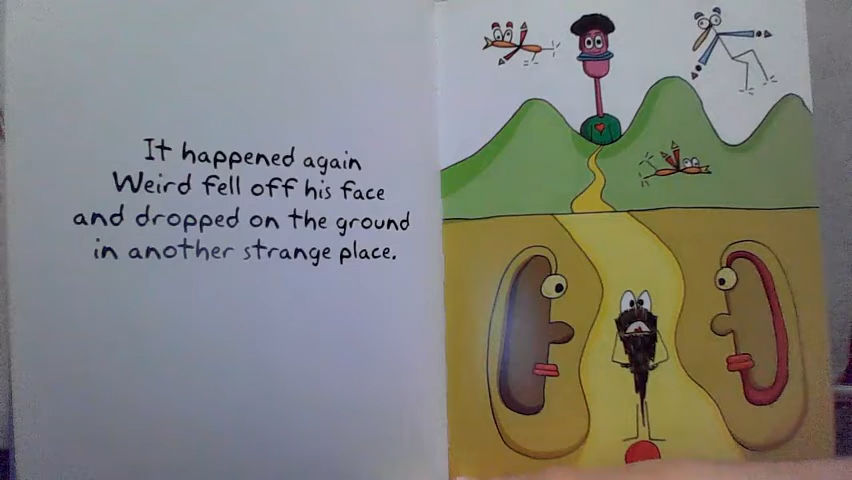 It happened again
Weird fell off his face
and dropped on the ground
in another strange place.